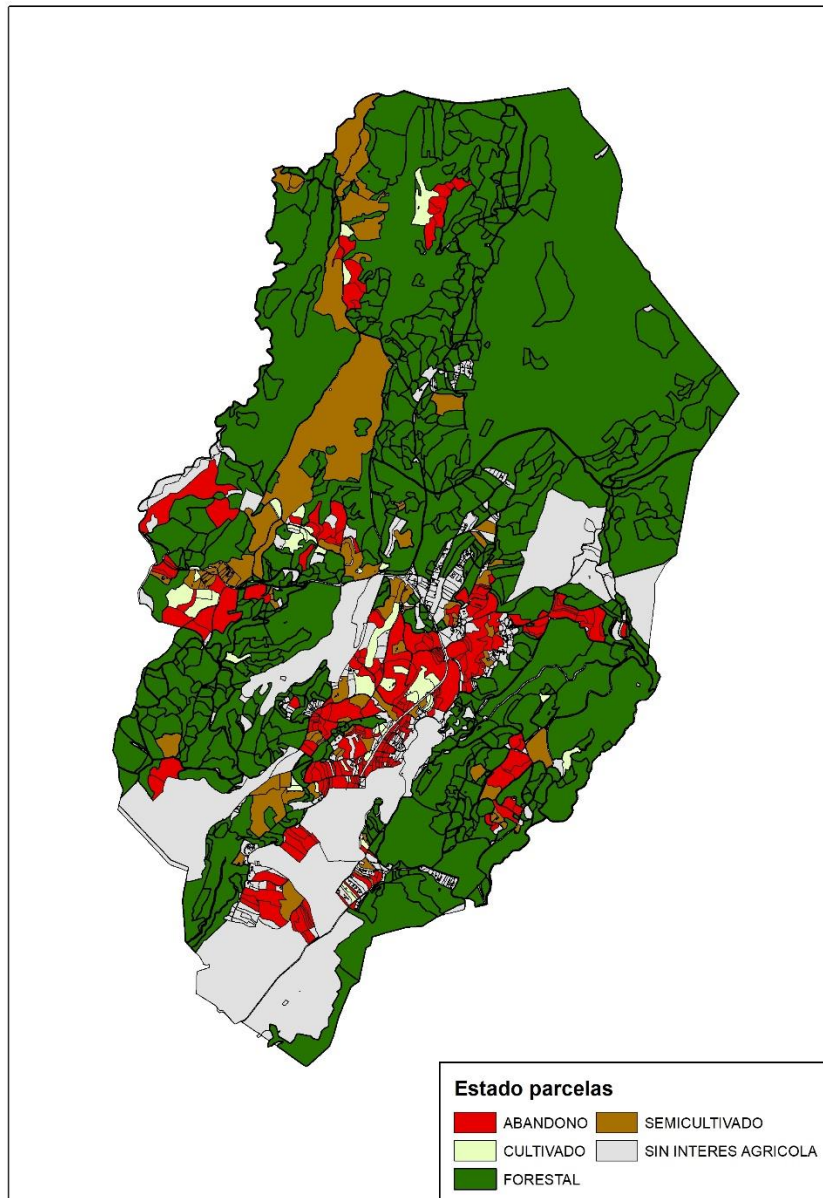 Estado parcelas
ABANDONO SEMICULTIVADO
CULTIVADO SIN INTERES AGRICOLA
FORESTAL